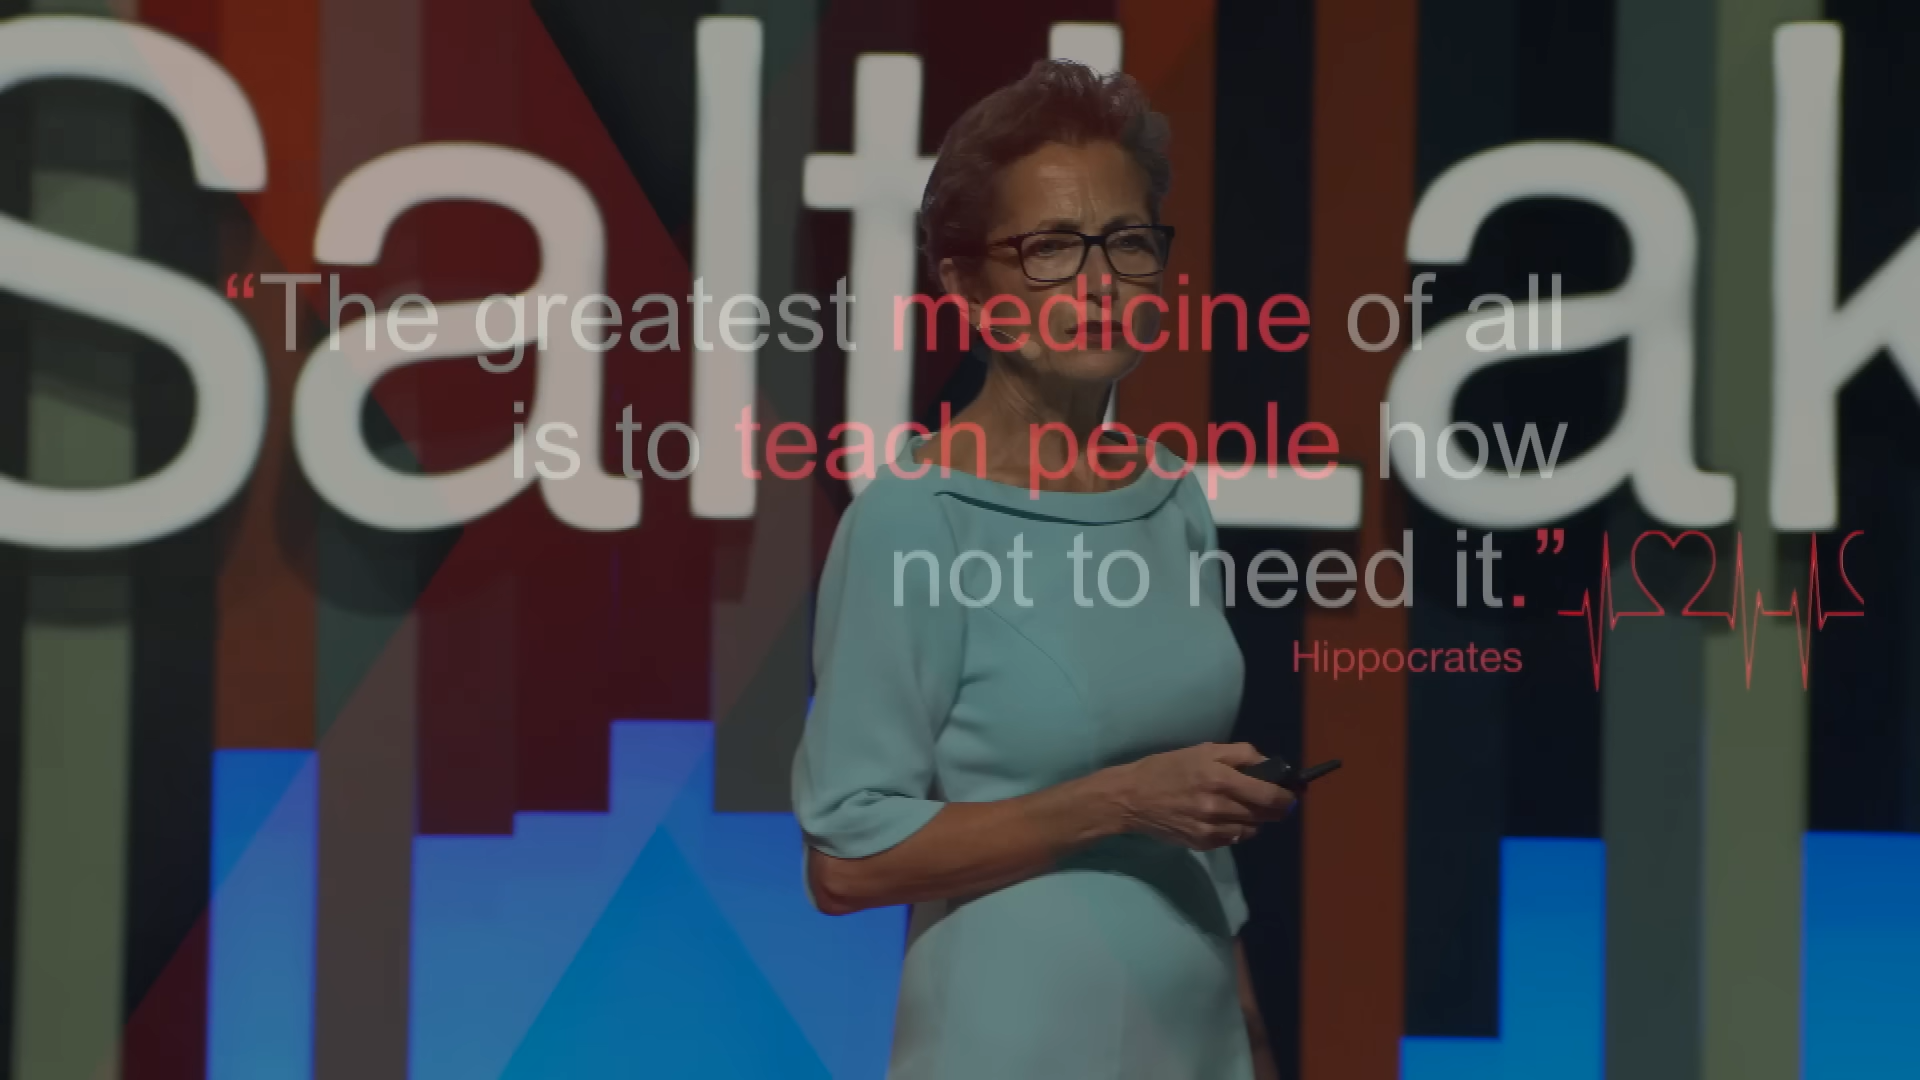 Salt Lak
“The greatest medicine of all
is to teach people how
not to need it.”
Hippocrates